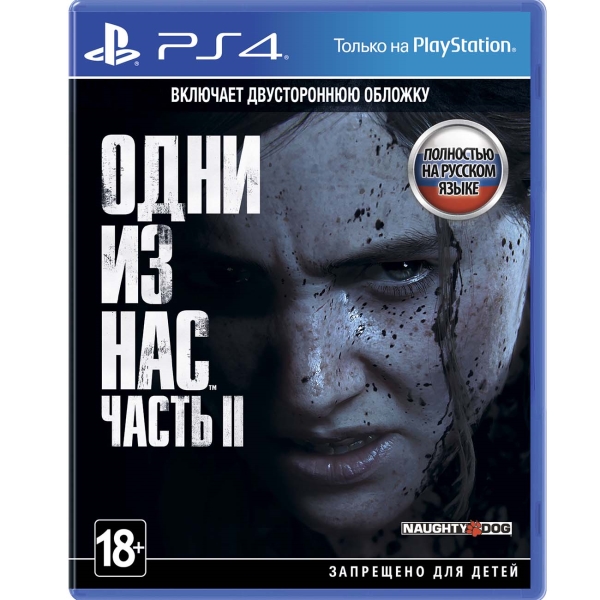 PS4
Только на PlayStation®
ВКЛЮЧАЕТ ДВУСТОРОННЮЮ ОБЛОЖКУ
ПОЛНОСТЬЮ
НА РУССКОМ
ЯЗЫКЕ
ОДНИ
ИЗ
НАС™
ЧАСТЬ II
NAUGHTY DOG
18+
ЗАПРЕЩЕНО ДЛЯ ДЕТЕЙ